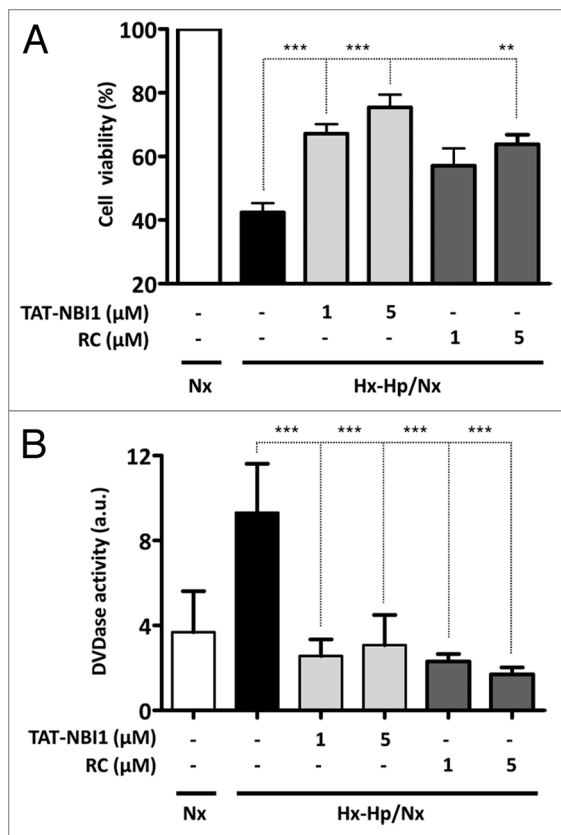 A
Cell viability (%)
100
80
60
40
20
*** *** **
TAT-NBI1 (μM) - - 1 5 - -
RC (μM) - - - - 1 5
Nx Hx-Hp/Nx
B
DVDase activity (a.u.)
12
8
4
0
*** *** *** ***
TAT-NBI1 (μM) - - 1 5 - -
RC (μM) - - - - 1 5
Nx Hx-Hp/Nx